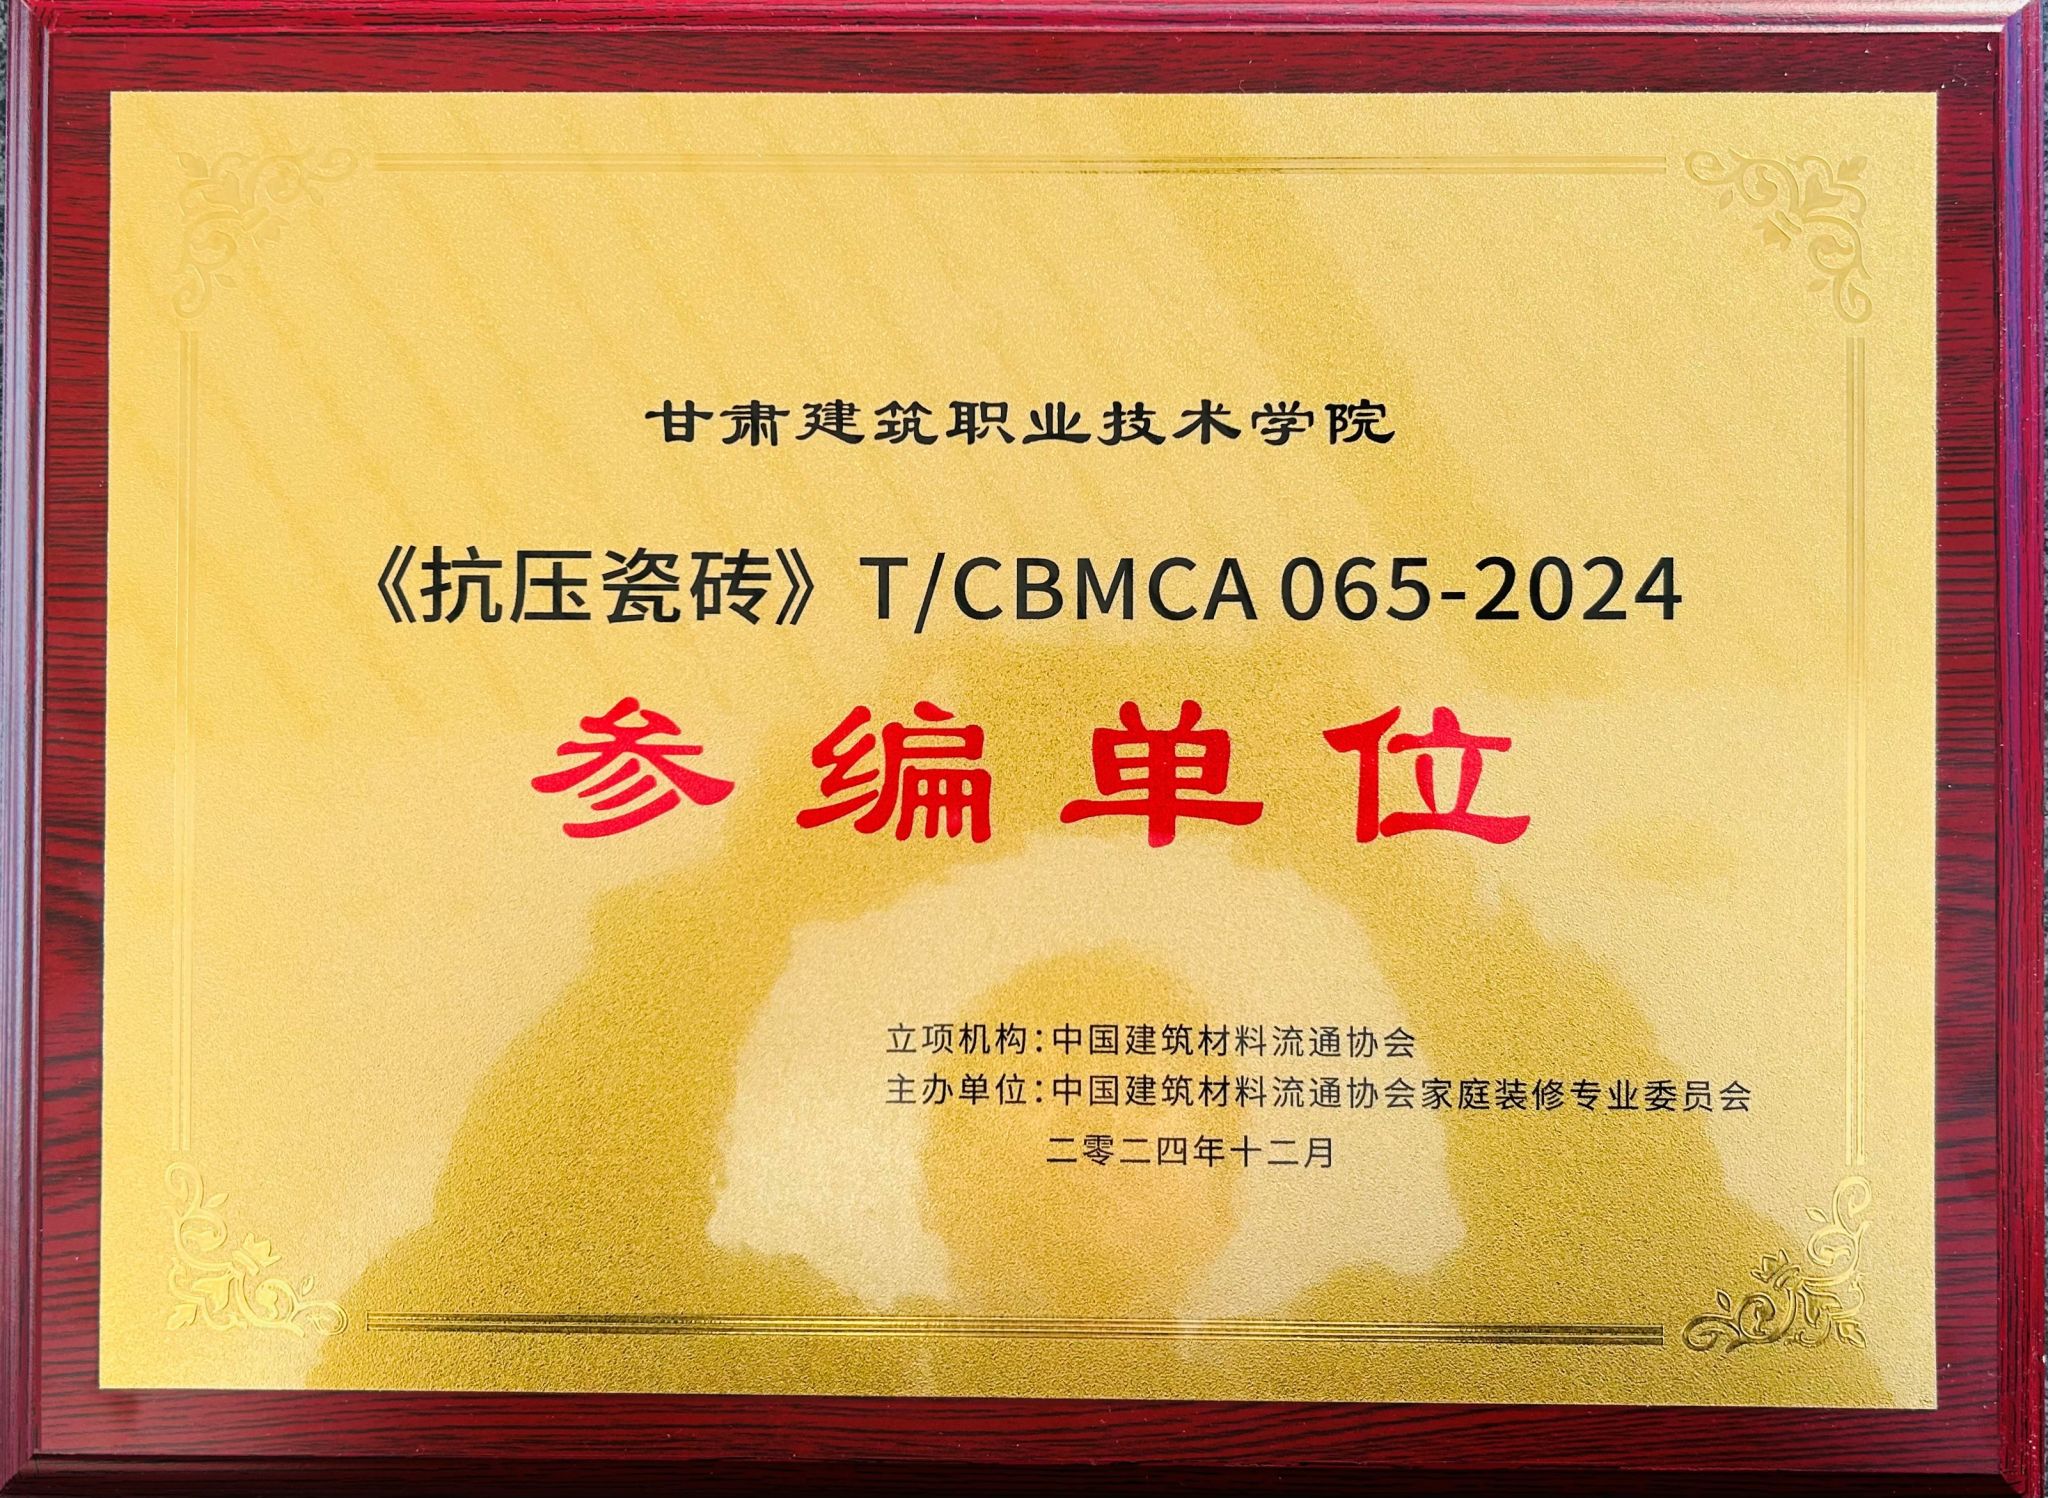 甘肃建筑职业技术学院
《抗压瓷砖》T/CBMCA 065-2024
参编单位
立项机构:中国建筑材料流通协会
主办单位:中国建筑材料流通协会家庭装修专业委员会
二零二四年十二月